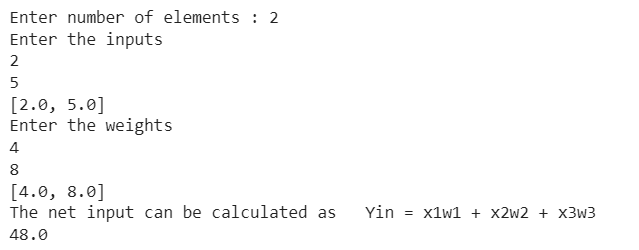 Enter number of elements : 2
Enter the inputs
2
5
[2.0, 5.0]
Enter the weights
4
8
[4.0, 8.0]
The net input can be calculated as   Yin = x1w1 + x2w2 + x3w3
48.0